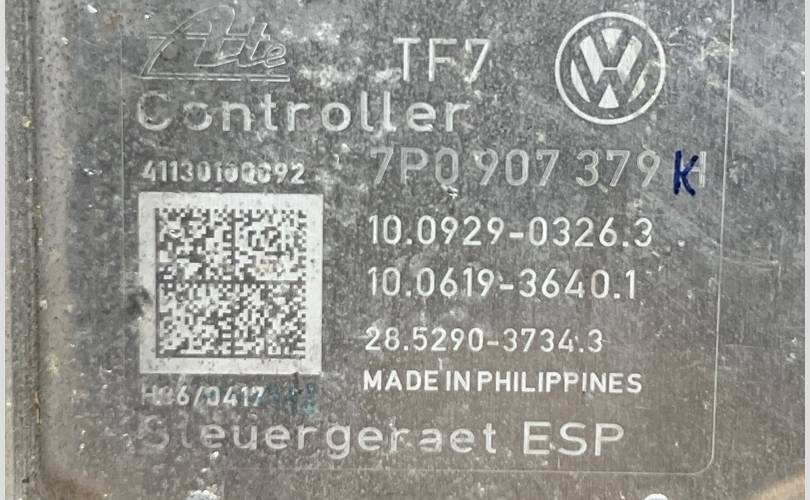 Ate TF7
Controller
7P0 907 379 K
10.0929-0326.3
10.0619-3640.1
28.5290-3734.3
MADE IN PHILIPPINES
Steuergeraet ESP